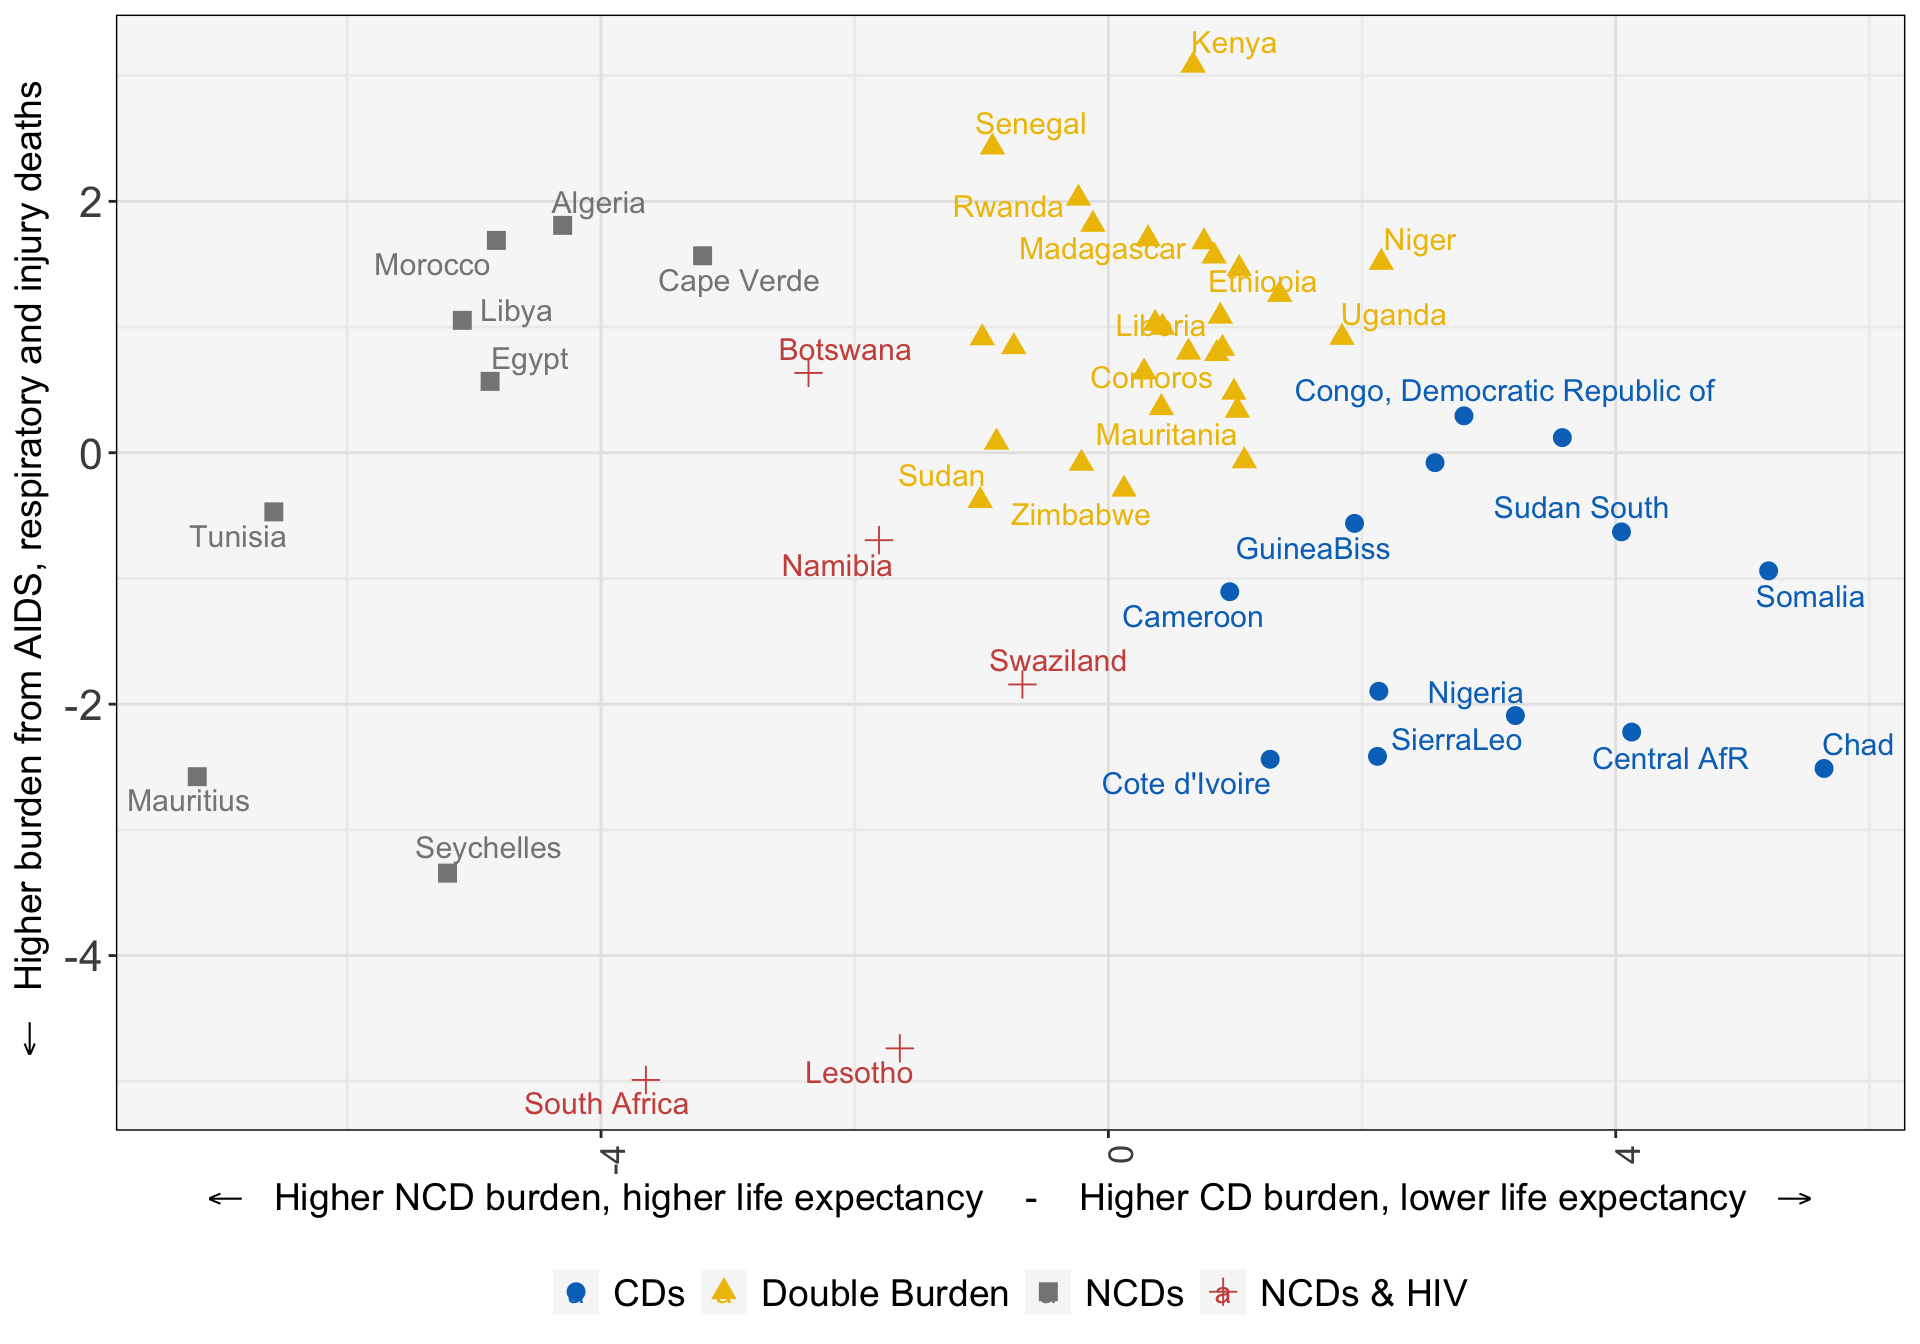 Kenya
Senegal
Rwanda
Madagascar
Niger
Ethiopia
Uganda
Liberia
Comoros
Mauritania
Sudan
Zimbabwe
Algeria
Morocco
Cape Verde
Libya
Egypt
Botswana
Congo, Democratic Republic of
Sudan South
GuineaBiss
Somalia
Cameroon
Tunisia
Namibia
Swaziland
Nigeria
SierraLeo
Central AfR
Chad
Cote d'Ivoire
Mauritius
Seychelles
Lesotho
South Africa
2
0
-2
-4
← Higher burden from AIDS, respiratory and injury deaths
-4
0
4
← Higher NCD burden, higher life expectancy - Higher CD burden, lower life expectancy →
a CDs a Double Burden a NCDs a NCDs & HIV